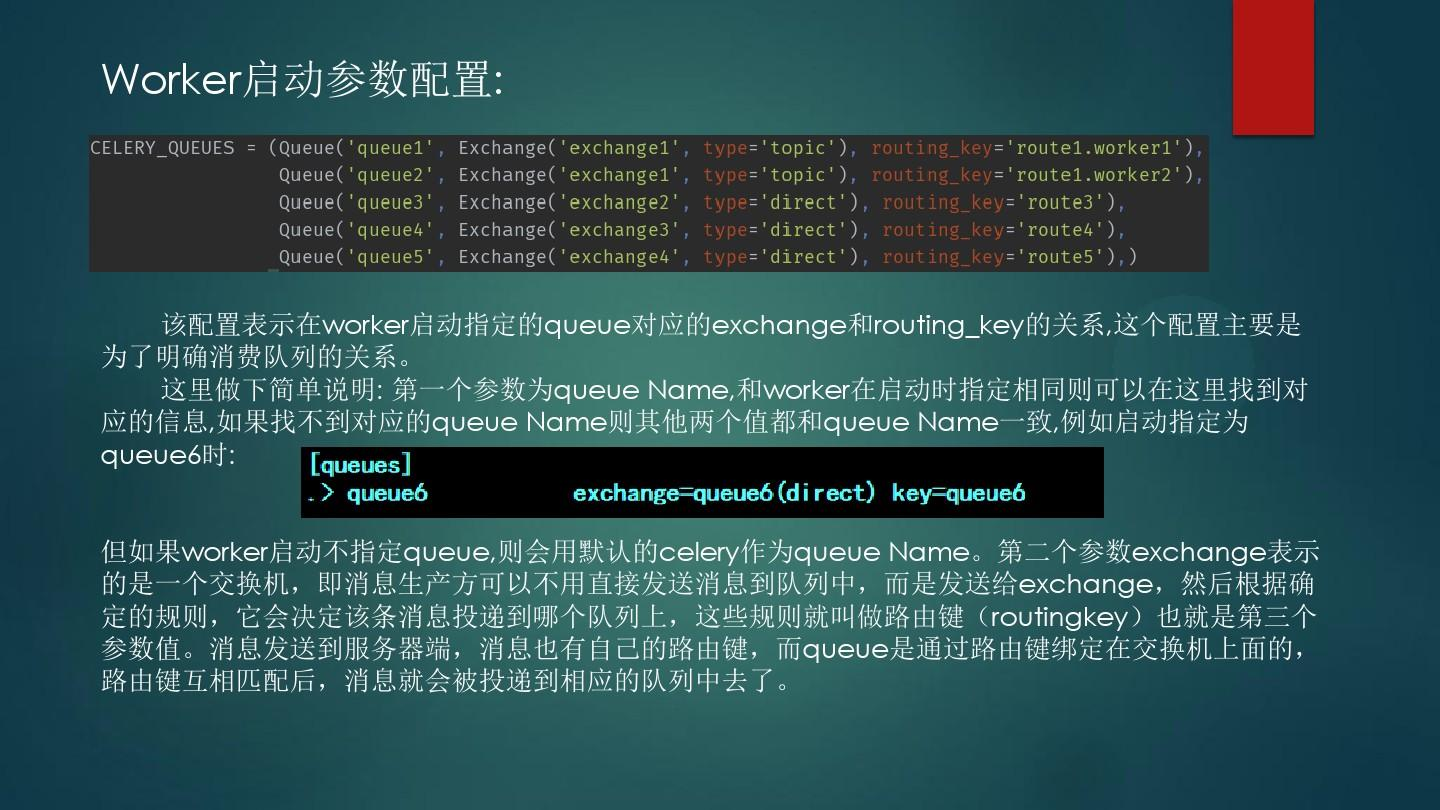 Worker启动参数配置:
CELERY_QUEUES = (Queue('queue1', Exchange('exchange1', type='topic'), routing_key='route1.worker1'),
Queue('queue2', Exchange('exchange1', type='topic'), routing_key='route1.worker2'),
Queue('queue3', Exchange('exchange2', type='direct'), routing_key='route3'),
Queue('queue4', Exchange('exchange3', type='direct'), routing_key='route4'),
Queue('queue5', Exchange('exchange4', type='direct'), routing_key='route5'),)
该配置表示在worker启动指定的queue对应的exchange和routing_key的关系,这个配置主要是
为了明确消费队列的关系。
这里做下简单说明: 第一个参数为queue Name,和worker在启动时指定相同则可以在这里找到对
应的信息,如果找不到对应的queue Name则其他两个值都和queue Name一致,例如启动指定为
queue6时:
[queues]
.> queue6 exchange=queue6(direct) key=queue6
但如果worker启动不指定queue,则会用默认的celery作为queue Name。第二个参数exchange表示
的是一个交换机，即消息生产方可以不用直接发送消息到队列中，而是发送给exchange，然后根据确
定的规则，它会决定该条消息投递到哪个队列上，这些规则就叫做路由键（routingkey）也就是第三个
参数值。消息发送到服务器端，消息也有自己的路由键，而queue是通过路由键绑定在交换机上面的，
路由键互相匹配后，消息就会被投递到相应的队列中去了。